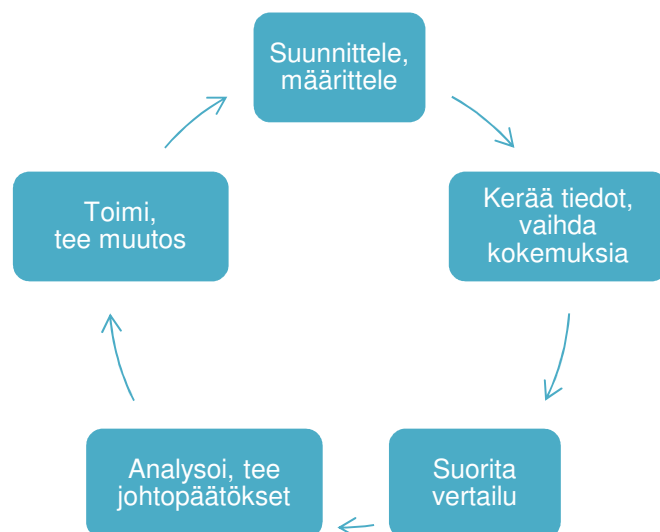 Suunnittele,
määrittele
Kerää tiedot,
vaihda
kokemuksia
Suorita
vertailu
Analysoi, tee
johtopäätökset
Toimi,
tee muutos